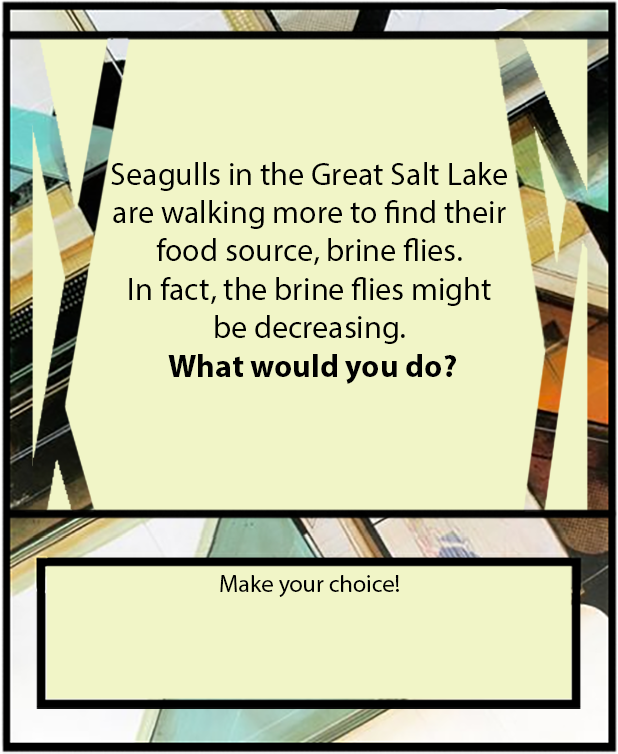 Seagulls in the Great Salt Lake
are walking more to find their
food source, brine flies.
In fact, the brine flies might
be decreasing.
What would you do?
Make your choice!